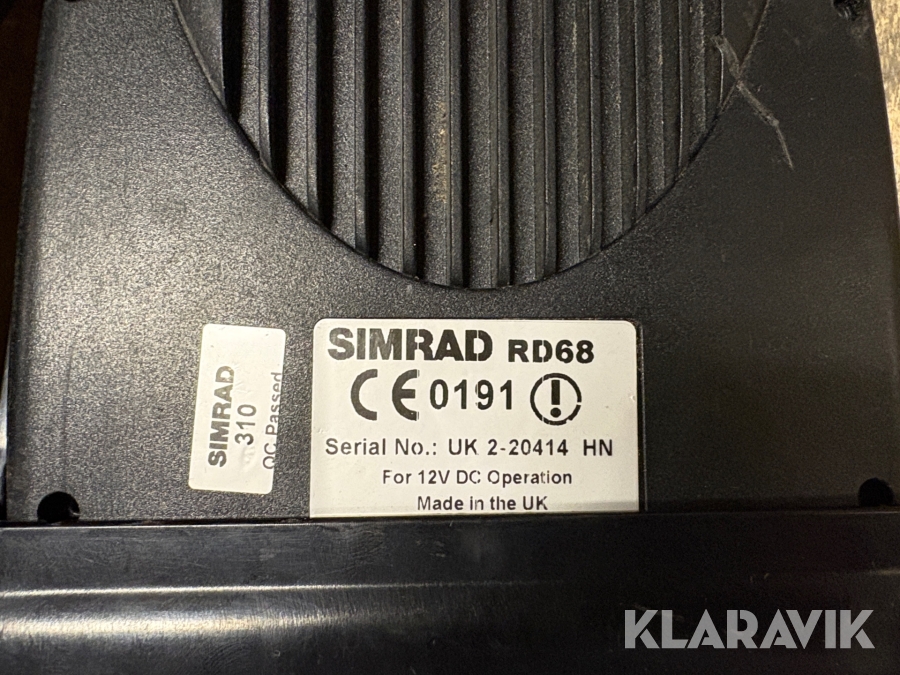 SIMRAD RD68
CE 0191 !
Serial No.: UK 2-20414 HN
For 12V DC Operation
Made in the UK
SIMRAD
310
QC Passed
KLARAVIK